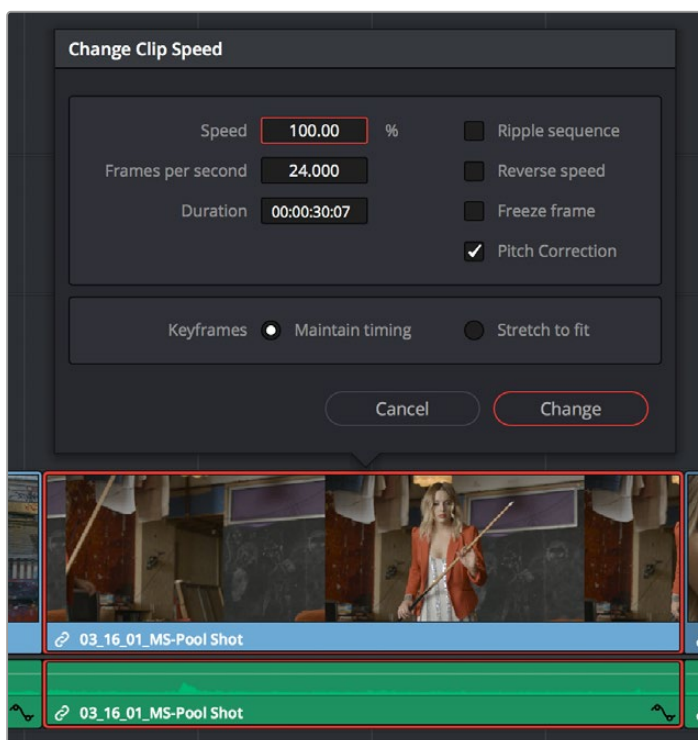 Change Clip Speed
Speed 100.00 % Ripple sequence
Frames per second 24.000 Reverse speed
Duration 00:00:30:07 Freeze frame
Pitch Correction
Keyframes Maintain timing Stretch to fit
Cancel Change
03_16_01_MS-Pool Shot
03_16_01_MS-Pool Shot